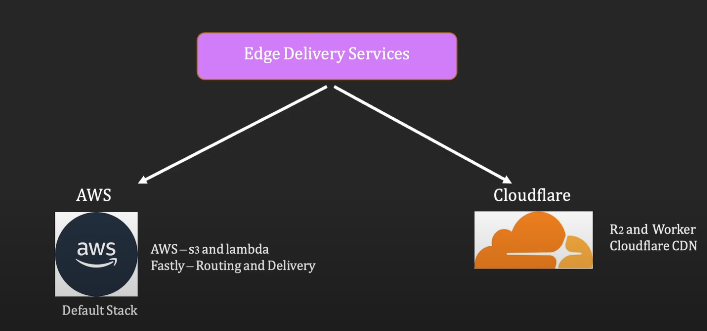 Edge Delivery Services
AWS
aws
AWS – s3 and lambda
Fastly – Routing and Delivery
Default Stack
Cloudflare
R2 and Worker
Cloudflare CDN